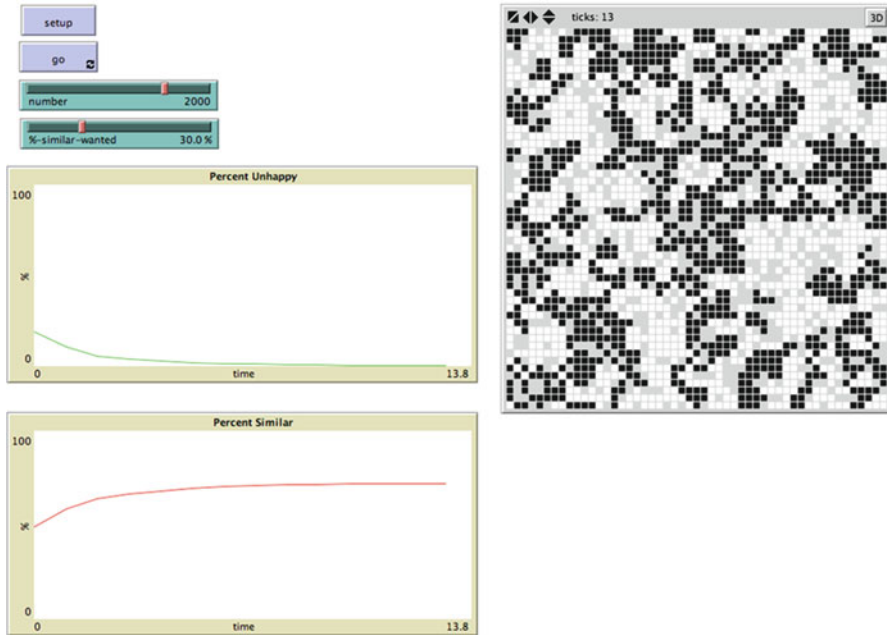 setup
go
number 2000
%-similar-wanted 30.0 %
Percent Unhappy
100
%
0
0 time 13.8
Percent Similar
100
%
0
0 time 13.8
ticks: 13 3D